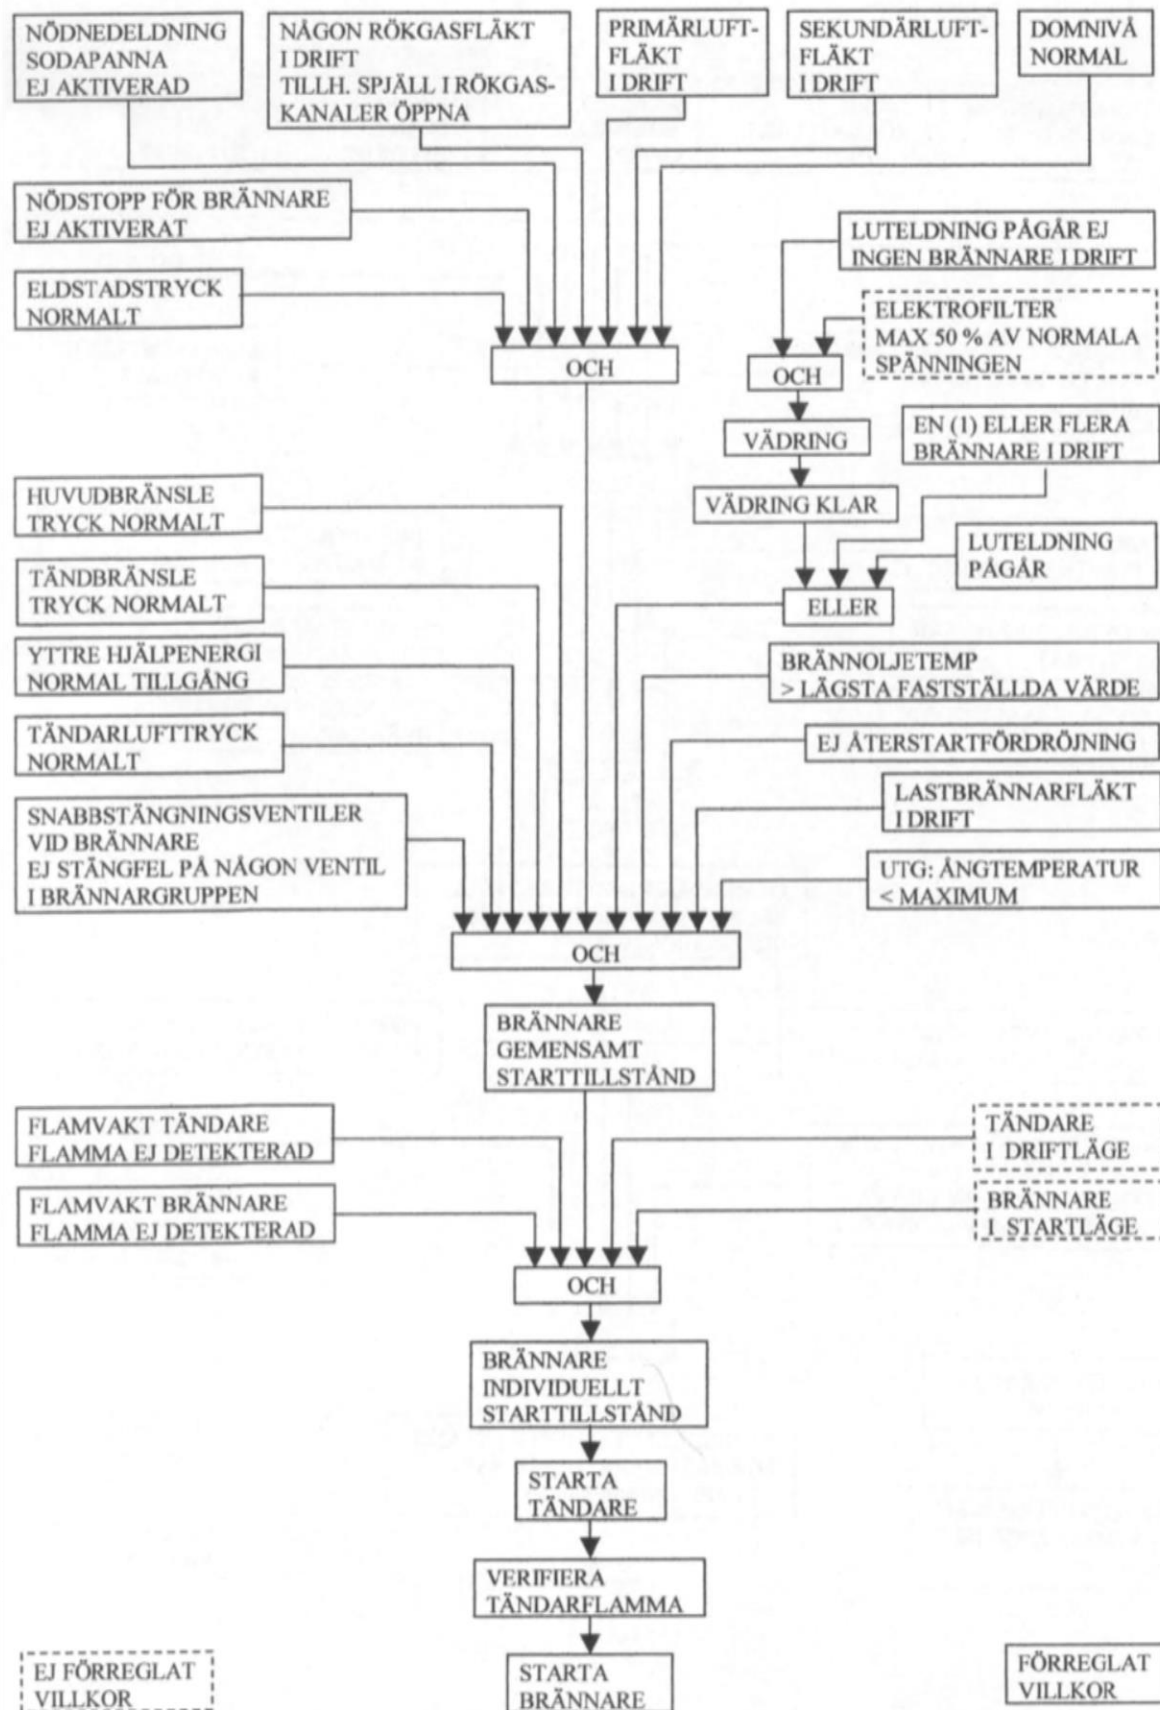 NÖDNEDELDNING
SODAPANNA
EJ AKTIVERAD
NÅGON RÖKGASFLÄKT
I DRIFT
TILLH. SPJÄLL I RÖKGAS-
KANALER ÖPPNA
PRIMÄRLUFT-
FLÄKT
I DRIFT
SEKUNDÄRLUFT-
FLÄKT
I DRIFT
DOMNIVÅ
NORMAL
NÖDSTOPP FÖR BRÄNNARE
EJ AKTIVERAT
LUTELDNING PÅGÅR EJ
INGEN BRÄNNARE I DRIFT
ELDSTADSTRYCK
NORMALT
ELEKTROFILTER
MAX 50 % AV NORMALA
SPÄNNINGEN
OCH
OCH
VÄDRING
EN (1) ELLER FLERA
BRÄNNARE I DRIFT
HUVUDBRÄNSLE
TRYCK NORMALT
VÄDRING KLAR
LUTELDNING
PÅGÅR
TÄNDBRÄNSLE
TRYCK NORMALT
ELLER
YTTRE HJÄLPENERGI
NORMAL TILLGÅNG
BRÄNNOLJETEMP
> LÄGSTA FASTSTÄLLDA VÄRDE
TÄNDARLUFTTRYCK
NORMALT
EJ ÅTERSTARTFÖRDRÖJNING
LASTBRÄNNARFLÄKT
I DRIFT
SNABBSTÄNGNINGSVENTILER
VID BRÄNNARE
EJ STÄNGFEL PÅ NÅGON VENTIL
I BRÄNNARGRUPPEN
UTG: ÅNGTEMPERATUR
< MAXIMUM
OCH
BRÄNNARE
GEMENSAMT
STARTTILLSTÅND
FLAMVAKT TÄNDARE
FLAMMA EJ DETEKTERAD
TÄNDARE
I DRIFTLÄGE
FLAMVAKT BRÄNNARE
FLAMMA EJ DETEKTERAD
BRÄNNARE
I STARTLÄGE
OCH
BRÄNNARE
INDIVIDUELLT
STARTTILLSTÅND
STARTA
TÄNDARE
VERIFIERA
TÄNDARFLAMMA
EJ FÖRREGLAT
VILLKOR
STARTA
BRÄNNARE
FÖRREGLAT
VILLKOR